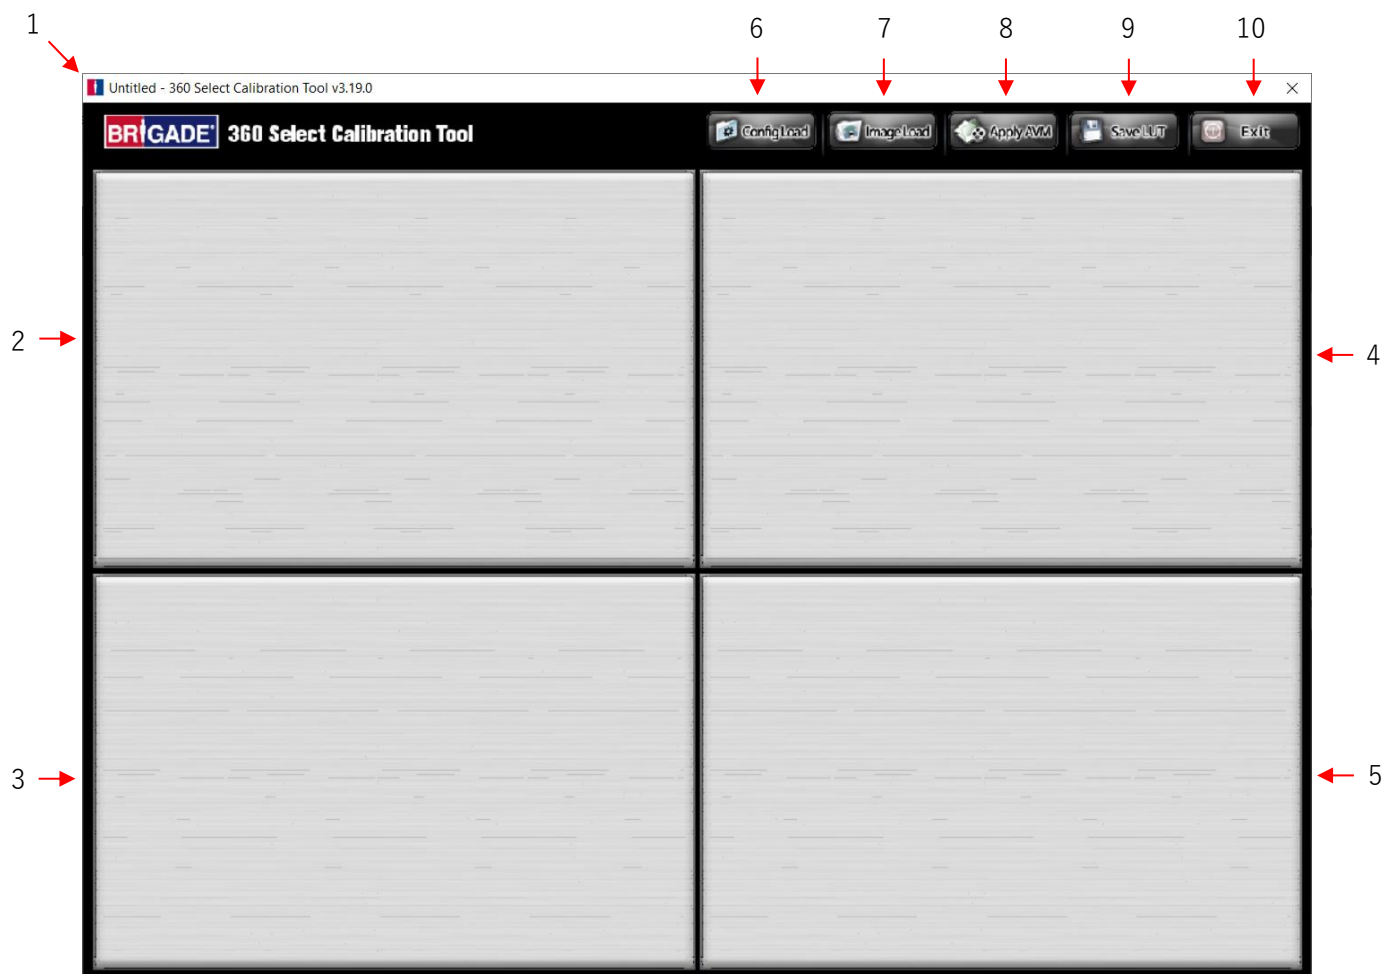 1 6 7 8 9 10
Untitled - 360 Select Calibration Tool v3.19.0
BRIGADE 360 Select Calibration Tool Config Load Image Load Apply AVM Save LUT Exit
2
4
3
5